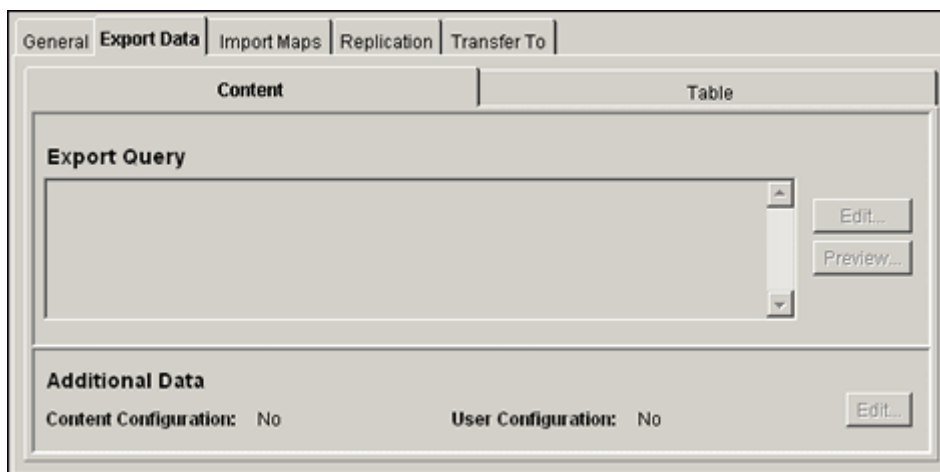 General Export Data Import Maps Replication Transfer To
Content Table
Export Query
Edit...
Preview...
Additional Data
Content Configuration: No User Configuration: No Edit...